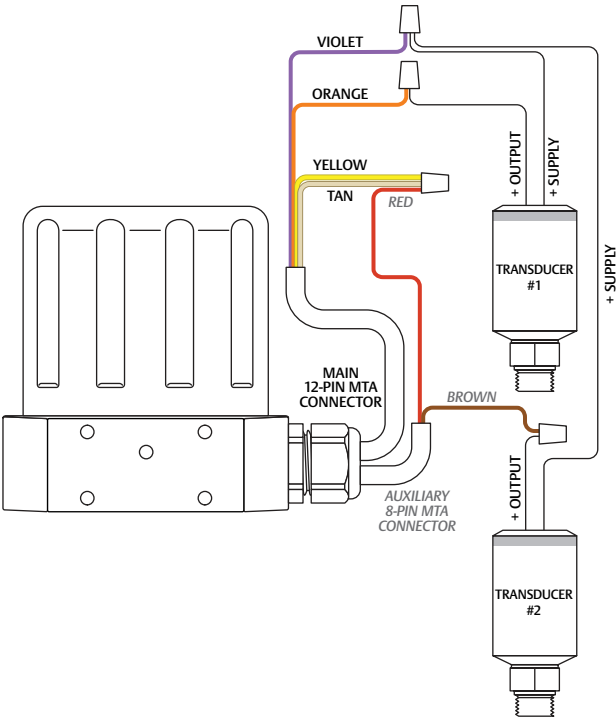 VIOLET
ORANGE
YELLOW
TAN
RED
+ OUTPUT
+ SUPPLY
TRANSDUCER
#1
+ SUPPLY
MAIN
12-PIN MTA
CONNECTOR
BROWN
AUXILIARY
8-PIN MTA
CONNECTOR
+ OUTPUT
TRANSDUCER
#2